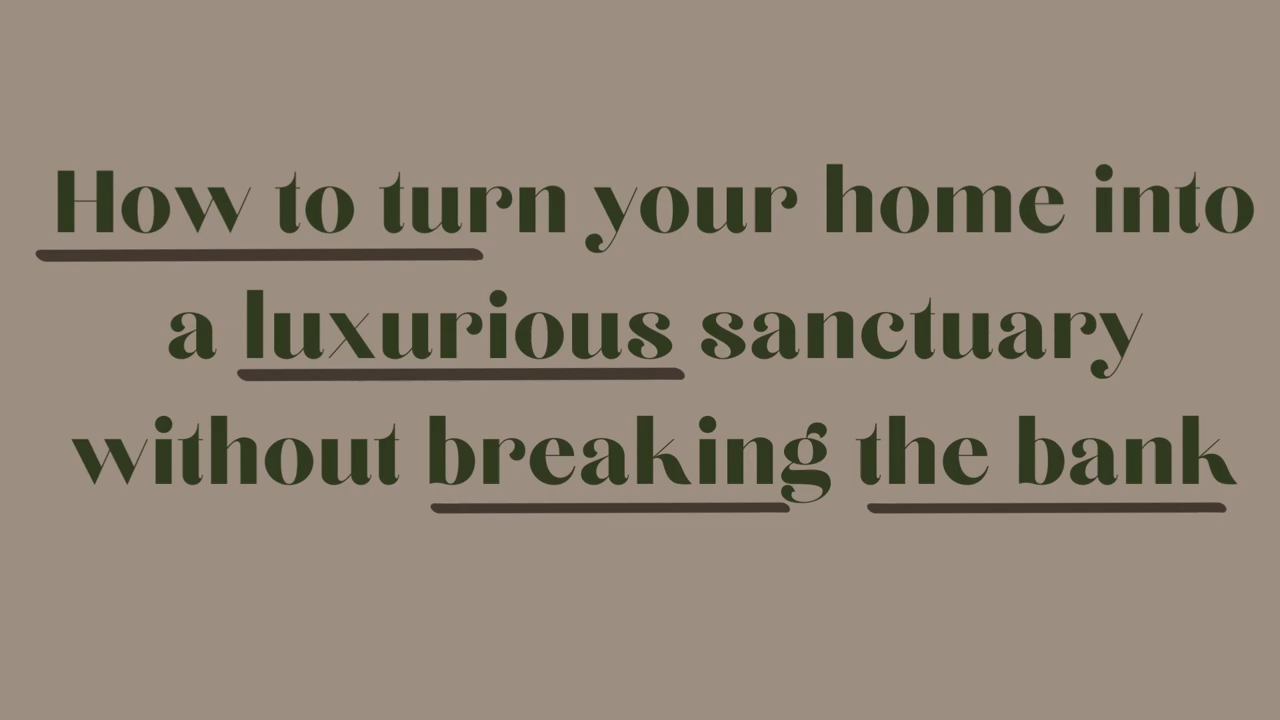 How to turn your home into
a luxurious sanctuary
without breaking the bank